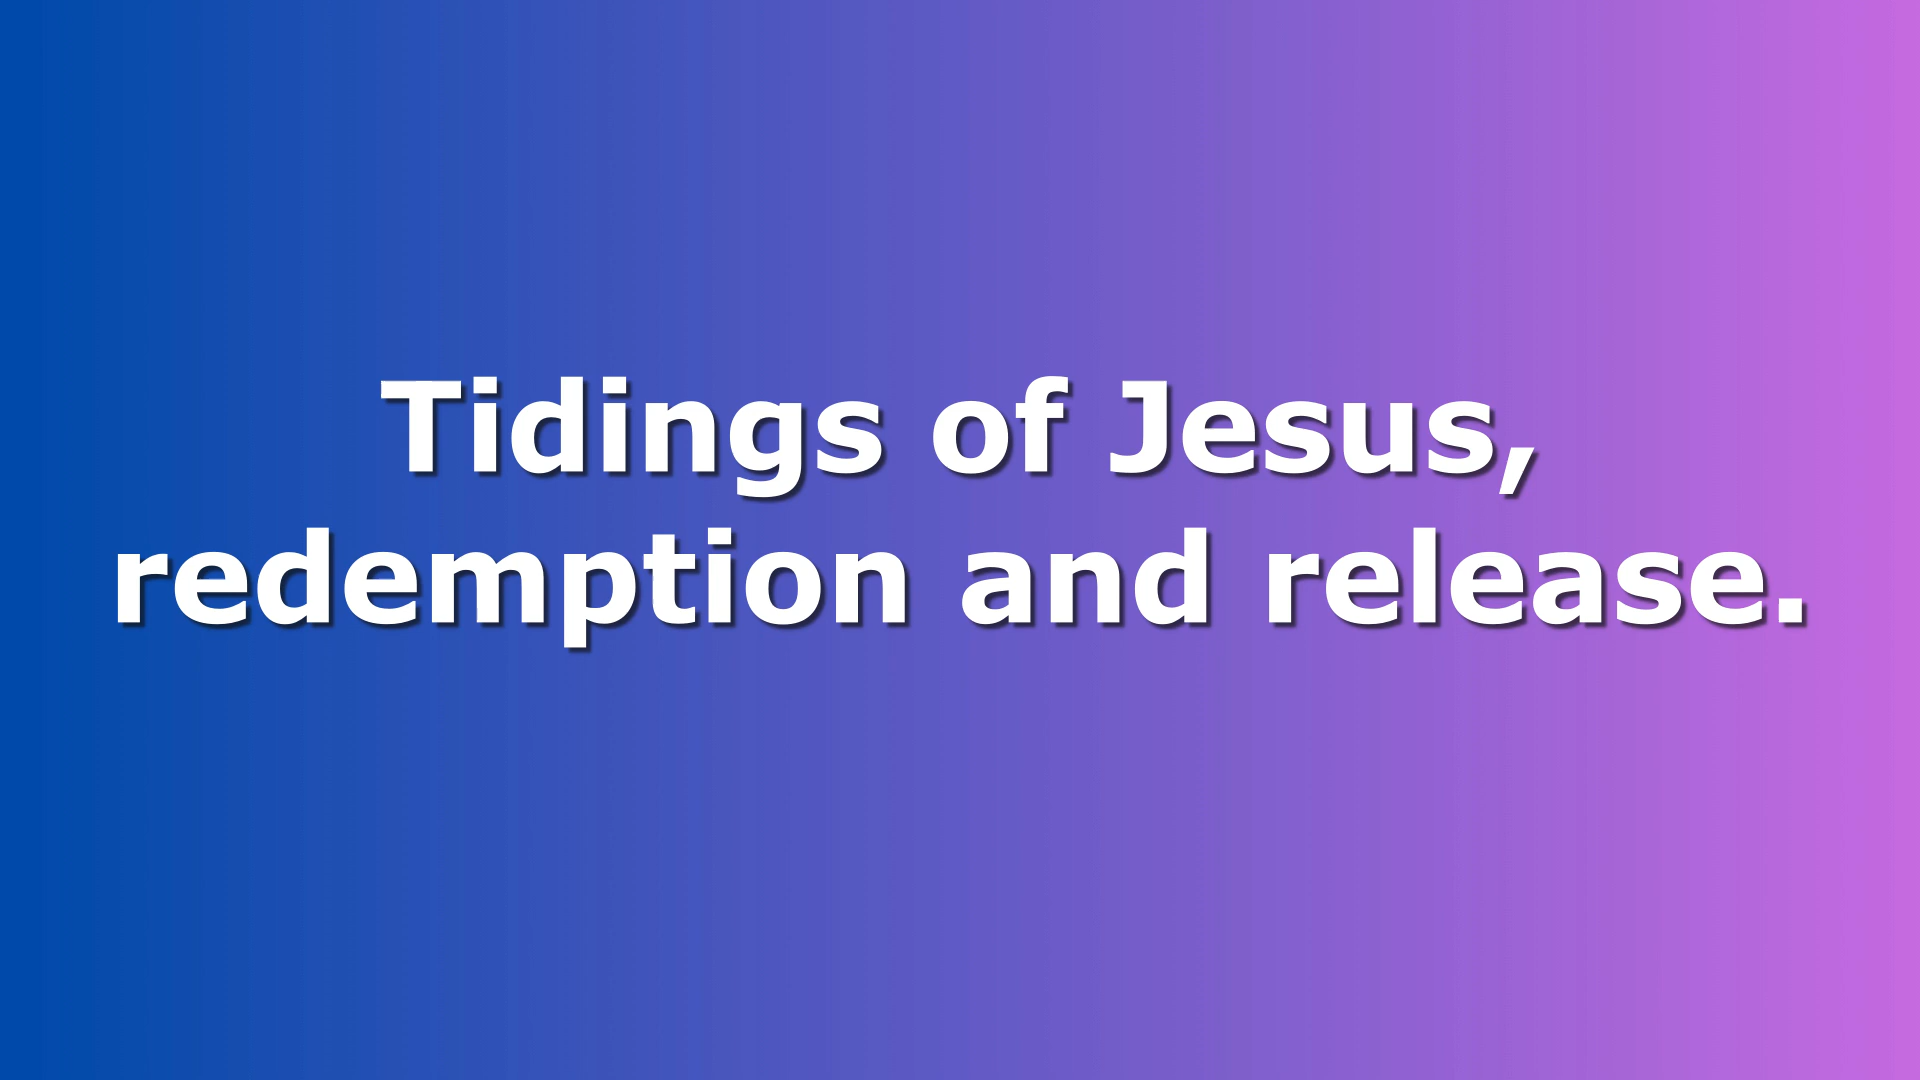 Tidings of Jesus,
redemption and release.